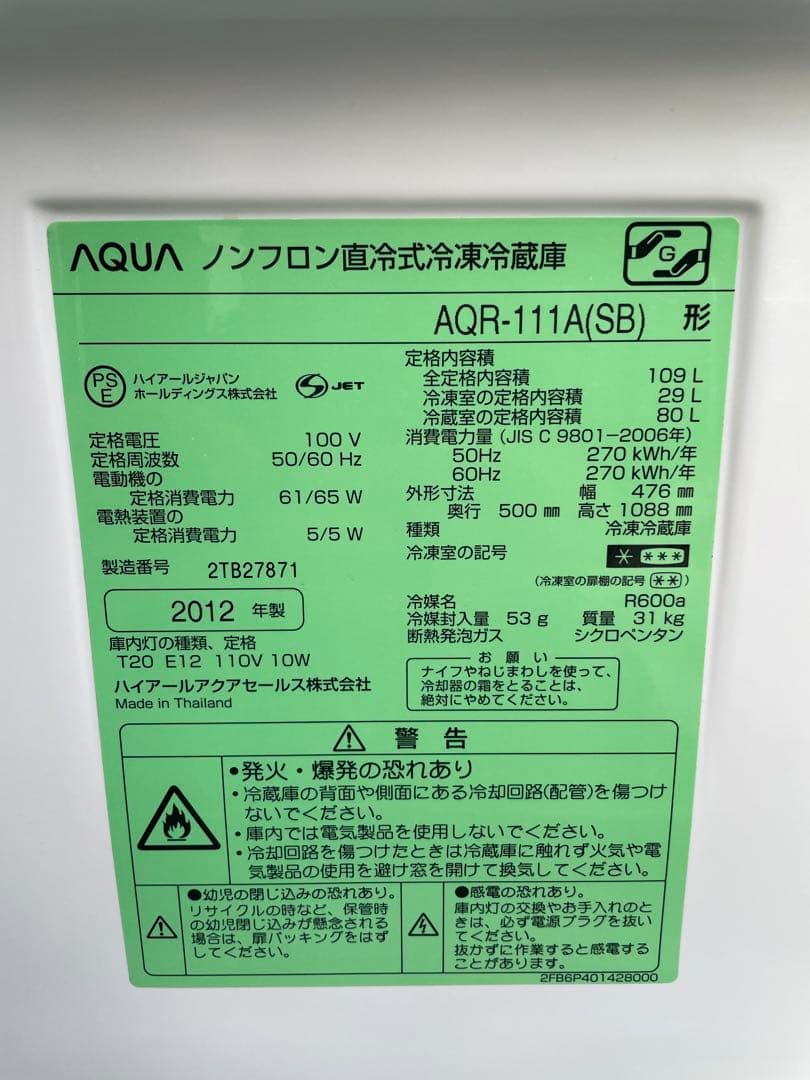 AQUA ノンフロン直冷式冷凍冷蔵庫
G
AQR-111A(SB) 形
PS
E
ハイアールジャパン
ホールディングス株式会社
S JET
定格電圧 100 V
定格周波数 50/60 Hz
電動機の
定格消費電力 61/65 W
電熱装置の
定格消費電力 5/5 W
製造番号 2TB27871
2012 年製
庫内灯の種類、定格
T20 E12 110V 10W
ハイアールアクアセールス株式会社
Made in Thailand
定格内容積
全定格内容積 109 L
冷凍室の定格内容積 29 L
冷蔵室の定格内容積 80 L
消費電力量 (JIS C 9801−2006年)
50Hz 270 kWh/年
60Hz 270 kWh/年
外形寸法 幅 476 ㎜
奥行 500 ㎜ 高さ 1088 ㎜
種類 冷凍冷蔵庫
冷凍室の記号 * ***
(冷凍室の扉棚の記号 **)
冷媒名 R600a
冷媒封入量 53 g 質量 31 kg
断熱発泡ガス シクロペンタン
お願い
ナイフやねじまわしを使って、
冷却器の霜をとることは、
絶対にやめてください。
警告
•発火・爆発の恐れあり
・冷蔵庫の背面や側面にある冷却回路(配管)を傷つけ
ないでください。
・庫内では電気製品を使用しないでください。
・冷却回路を傷つけたときは冷蔵庫に触れず火気や電
気製品の使用を避け窓を開けて換気してください。
●幼児の閉じ込みの恐れあり。
リサイクルの時など、保管時
の幼児閉じ込みが懸念される
場合は、扉パッキングをはず
してください。
●感電の恐れあり。
庫内灯の交換やお手入れのと
きは、必ず電源プラグを抜い
てください。
抜かずに作業すると感電する
ことがあります。
2FB6P401428000